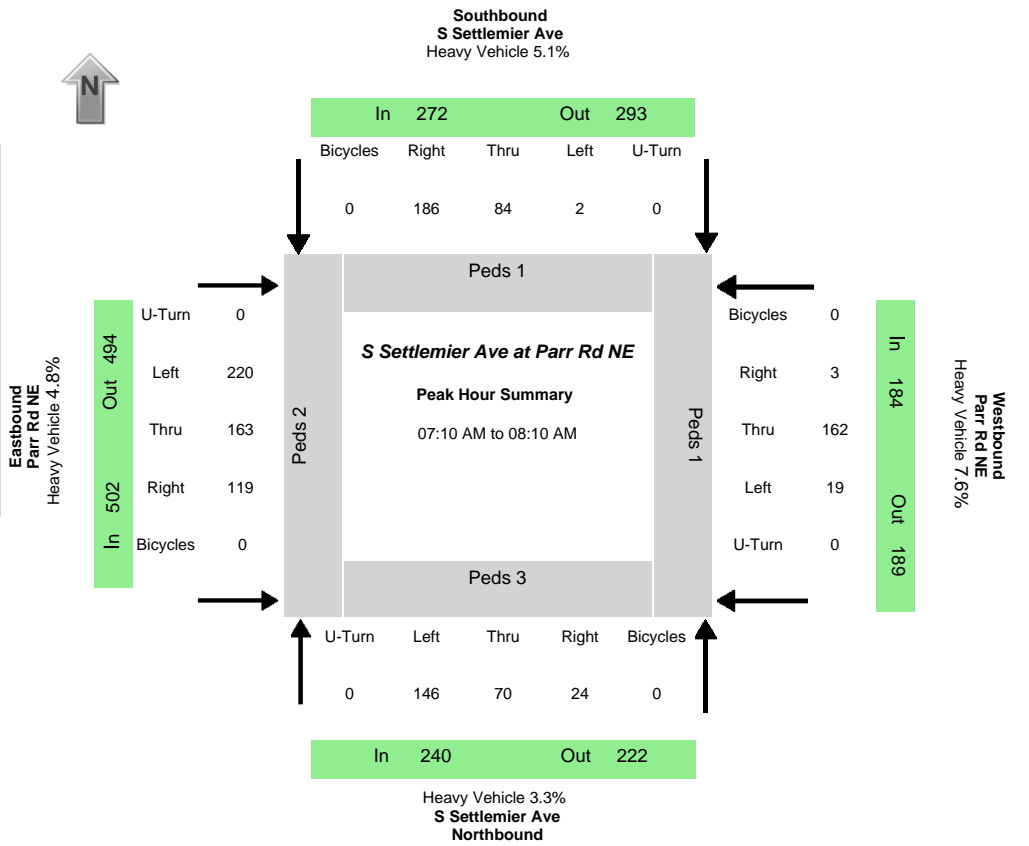 Southbound
S Settlemier Ave
Heavy Vehicle 5.1%
N
In 272 Out 293
Bicycles Right Thru Left U-Turn
0 186 84 2 0
Peds 1
Eastbound
Parr Rd NE
Heavy Vehicle 4.8%
In 502 Out 494
U-Turn 0
Left 220
Thru 163
Right 119
Bicycles 0
Peds 2
S Settlemier Ave at Parr Rd NE
Peak Hour Summary
07:10 AM to 08:10 AM
Peds 1
Bicycles 0
Right 3
Thru 162
Left 19
U-Turn 0
In 184 Out 189
Westbound
Parr Rd NE
Heavy Vehicle 7.6%
Peds 3
U-Turn Left Thru Right Bicycles
0 146 70 24 0
In 240 Out 222
Heavy Vehicle 3.3%
S Settlemier Ave
Northbound